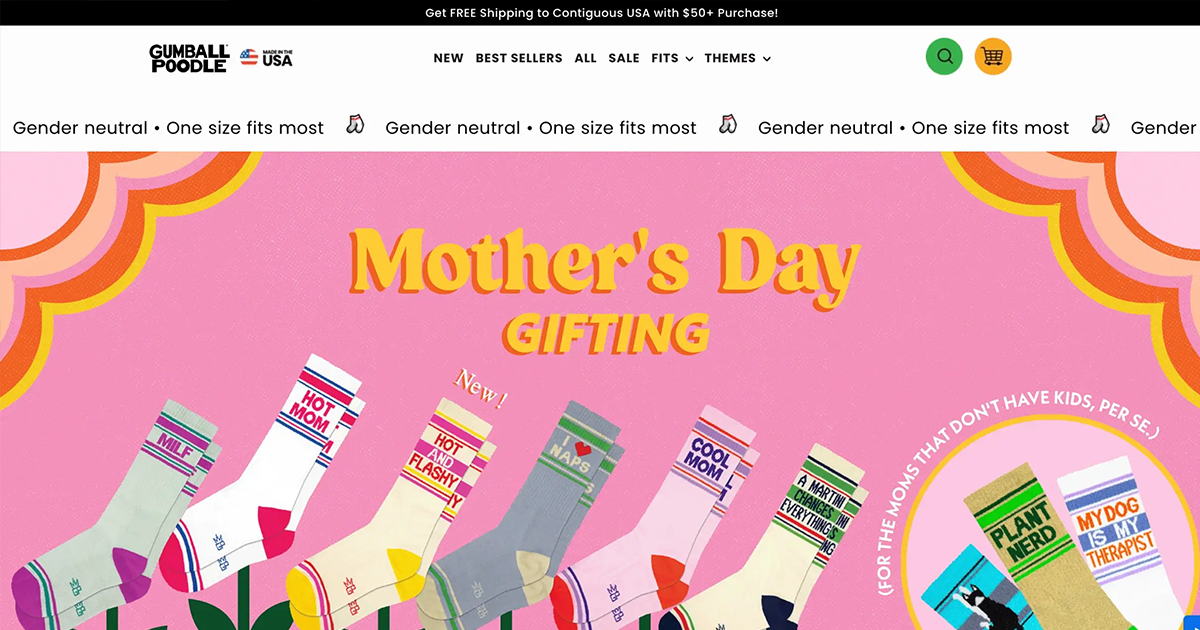 Get FREE Shipping to Contiguous USA with $50+ Purchase!
GUMBALL
POODLE
MADE IN THE
USA
NEW BEST SELLERS ALL SALE FITS THEMES
Gender neutral • One size fits most Gender neutral • One size fits most Gender neutral • One size fits most Gender
Mother's Day
GIFTING
New!
MILF
HOT
MOM
HOT
AND
FLASHY
I
NAPS
COOL
MOM
A MARTINI
CHANGES
EVERYTHING
(FOR THE MOMS THAT DON'T HAVE KIDS, PER SE.)
PLANT
NERD
MY DOG
IS MY
THERAPIST